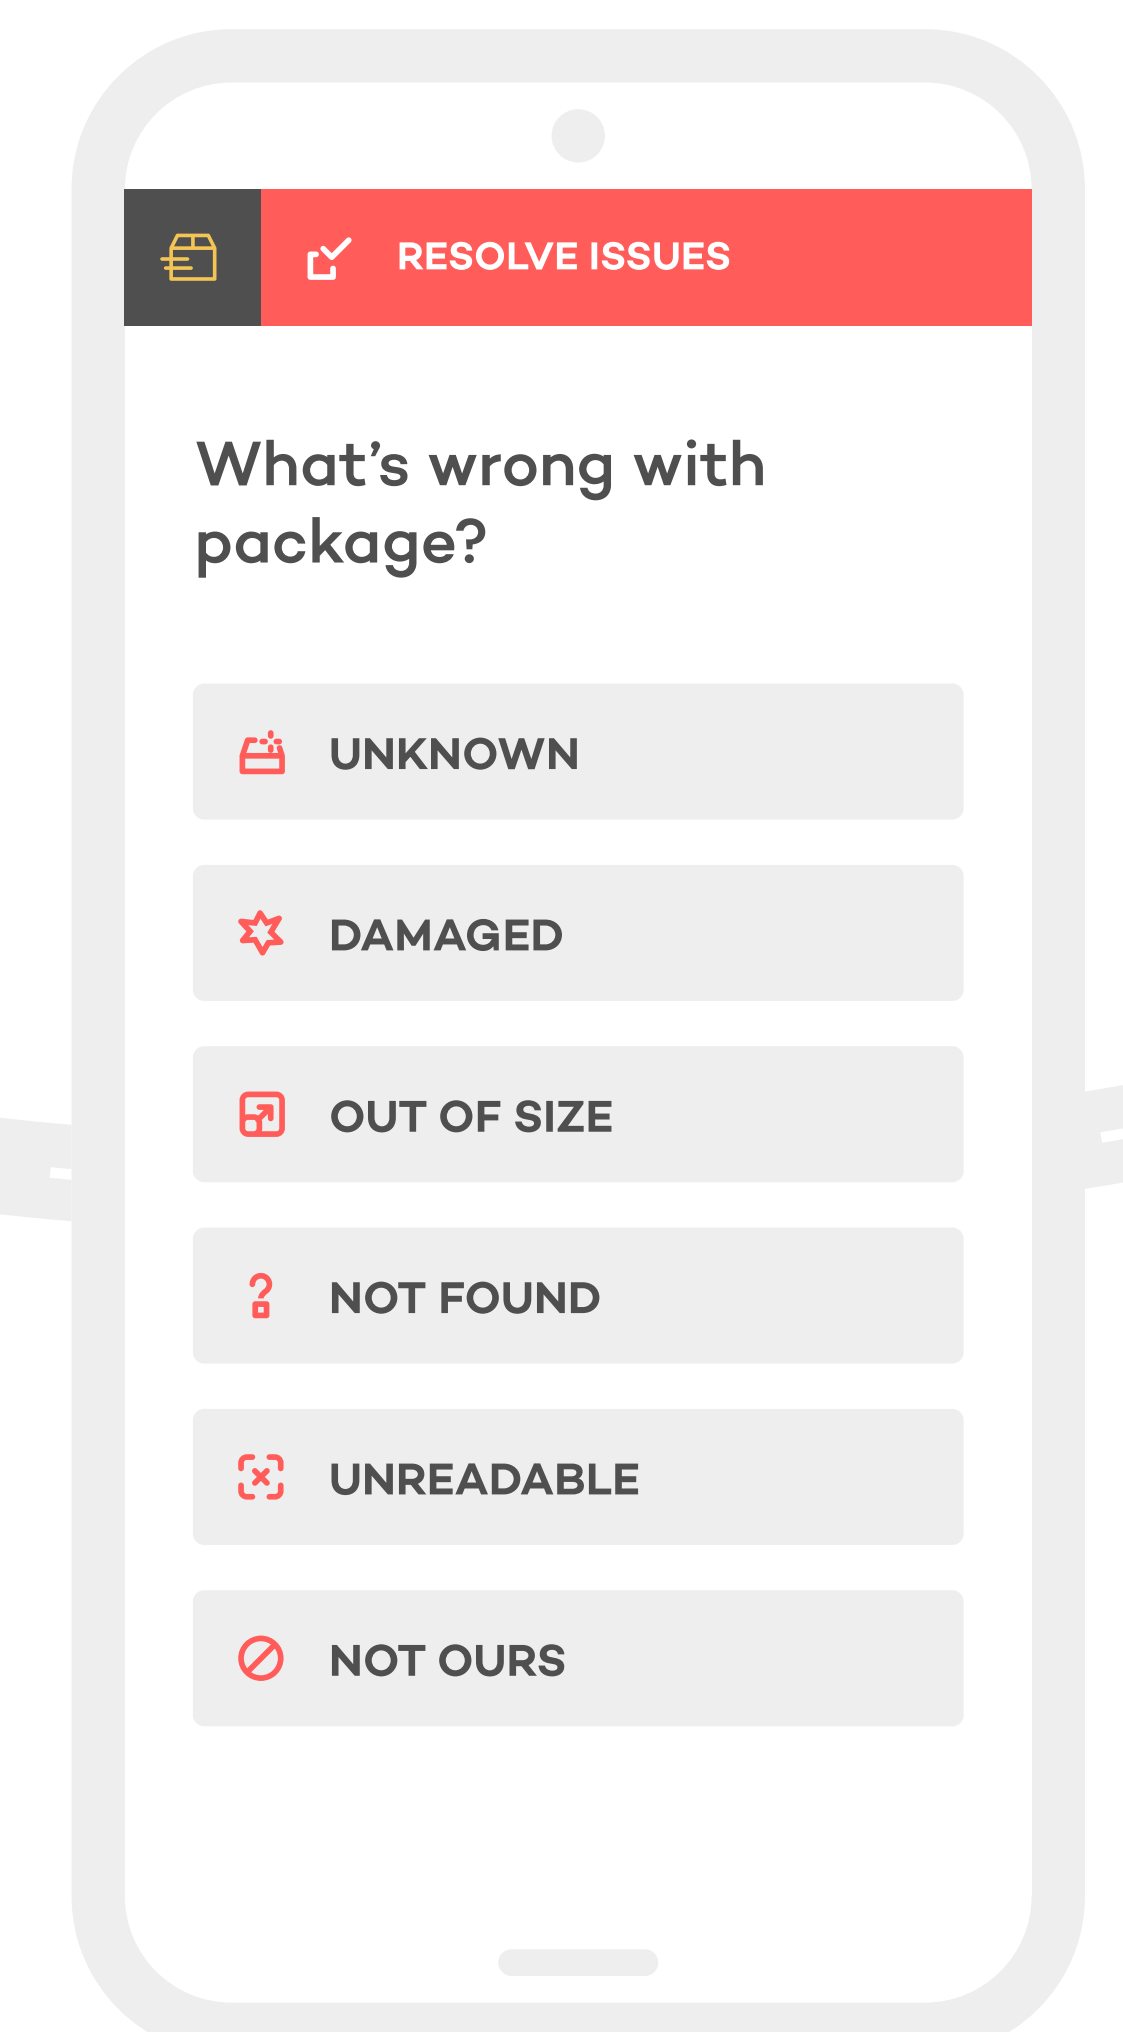 RESOLVE ISSUES
What’s wrong with
package?
UNKNOWN
DAMAGED
OUT OF SIZE
NOT FOUND
UNREADABLE
NOT OURS